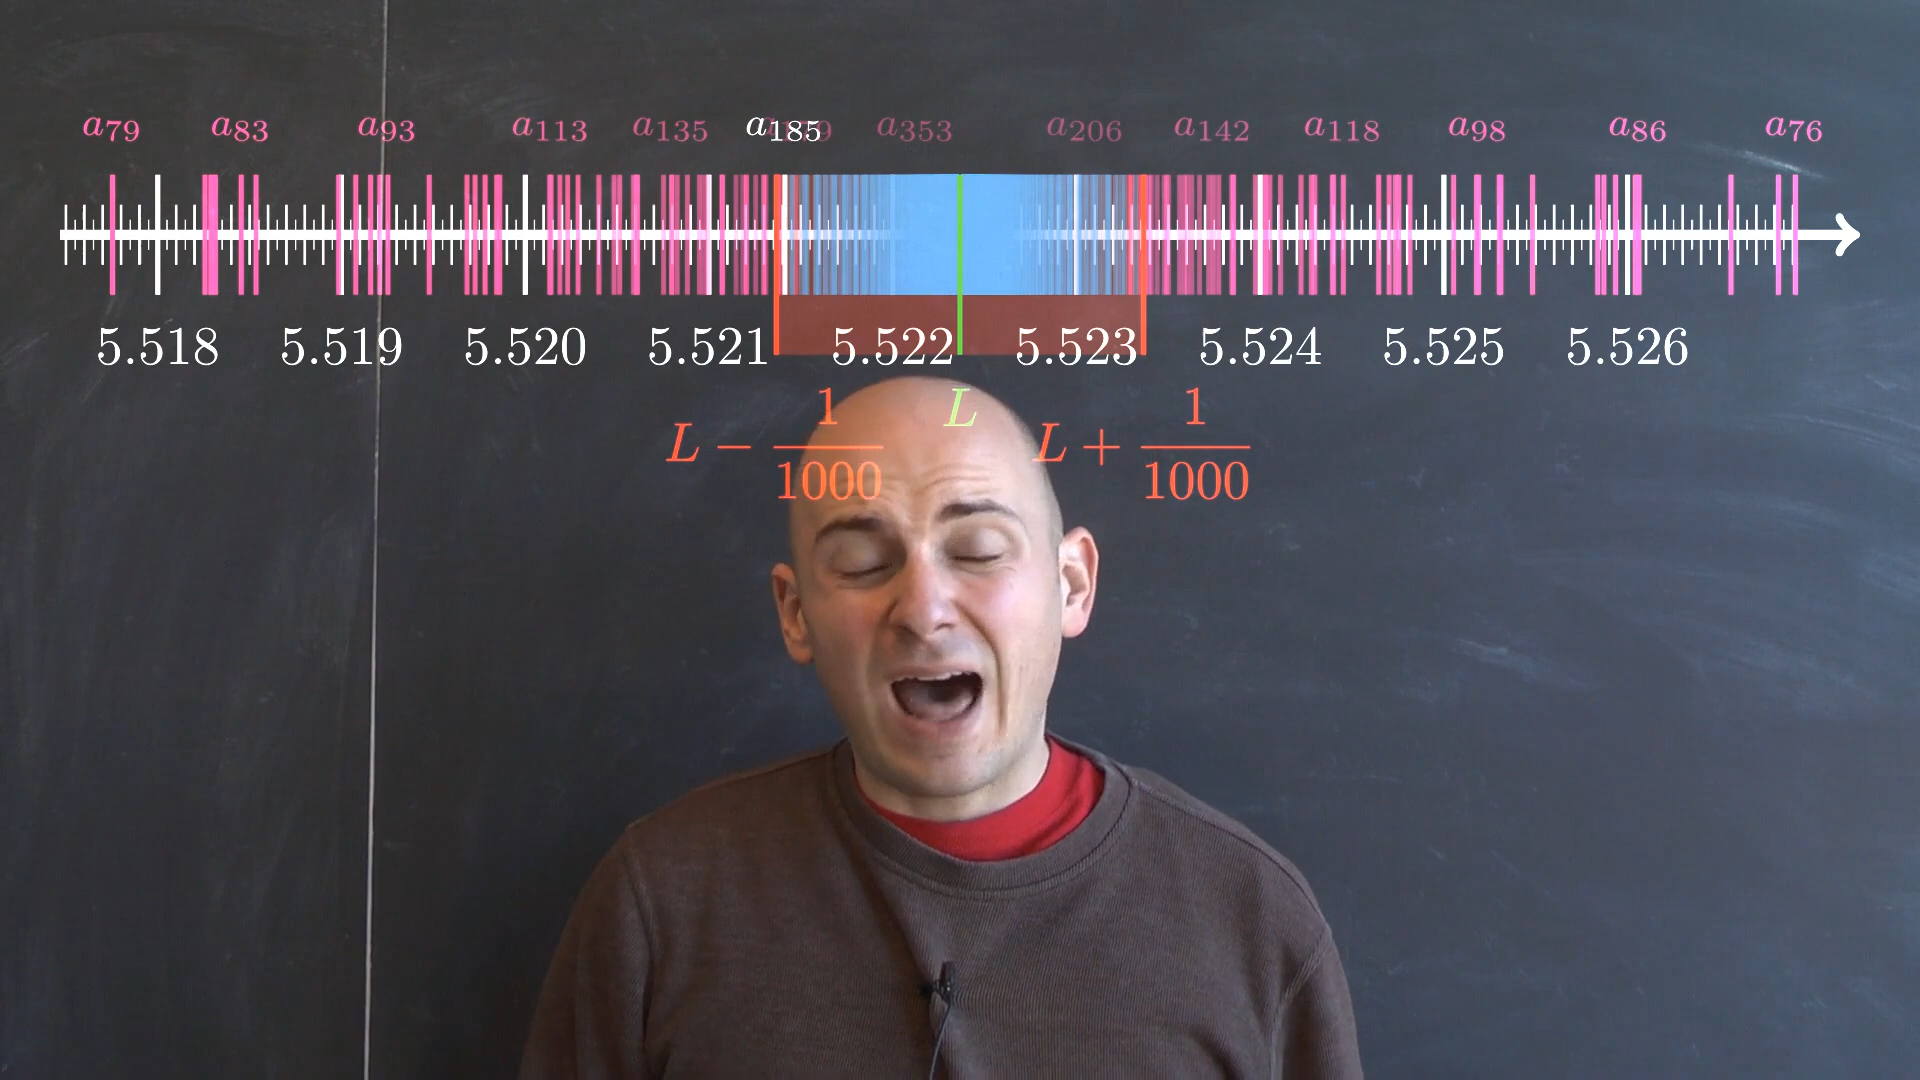 a79 a83 a93 a113 a135 a185 a353 a206 a142 a118 a98 a86 a76
5.518 5.519 5.520 5.521 5.522 5.523 5.524 5.525 5.526
L
L − 1/1000 L + 1/1000